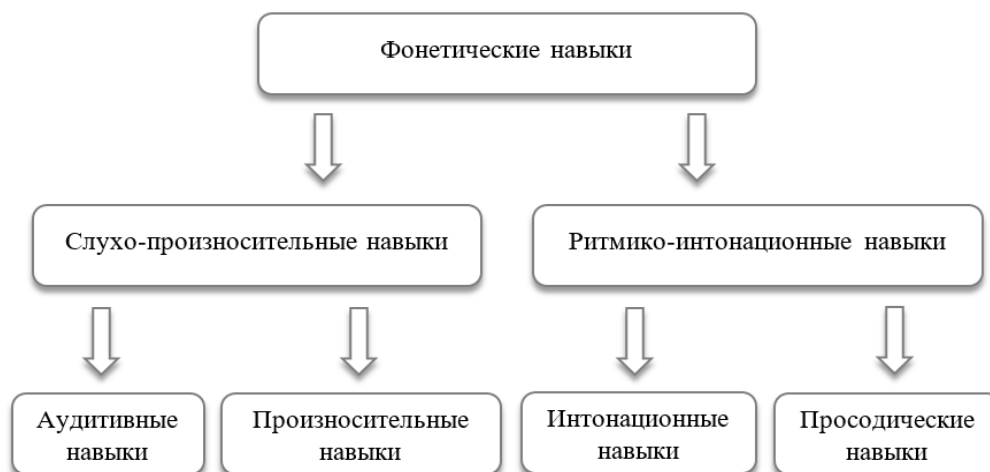 Фонетические навыки
Слухо-произносительные навыки
Ритмико-интонационные навыки
Аудитивные
навыки
Произносительные
навыки
Интонационные
навыки
Просодические
навыки